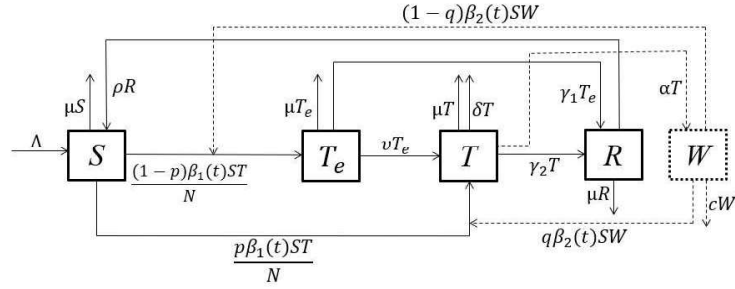 (1 − q)β₂(t)SW
μS
ρR
μTₑ
μT
δT
γ₁Tₑ
αT
Λ
S
Tₑ
υTₑ
T
γ₂T
R
W
(1 − p)β₁(t)ST
N
μR
cW
qβ₂(t)SW
pβ₁(t)ST
N